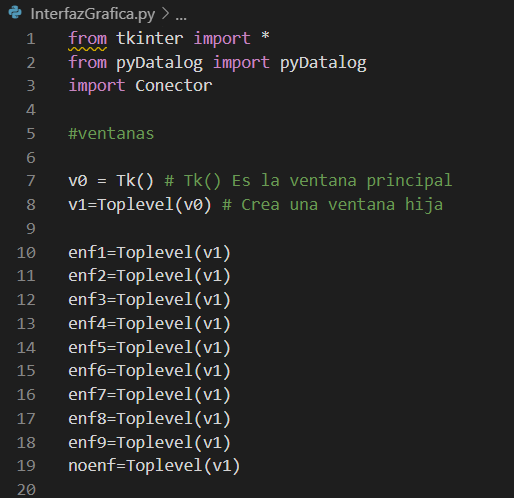 InterfazGrafica.py > ...
1 from tkinter import *
2 from pyDatalog import pyDatalog
3 import Conector
4
5 #ventanas
6
7 v0 = Tk() # Tk() Es la ventana principal
8 v1=Toplevel(v0) # Crea una ventana hija
9
10 enf1=Toplevel(v1)
11 enf2=Toplevel(v1)
12 enf3=Toplevel(v1)
13 enf4=Toplevel(v1)
14 enf5=Toplevel(v1)
15 enf6=Toplevel(v1)
16 enf7=Toplevel(v1)
17 enf8=Toplevel(v1)
18 enf9=Toplevel(v1)
19 noenf=Toplevel(v1)
20